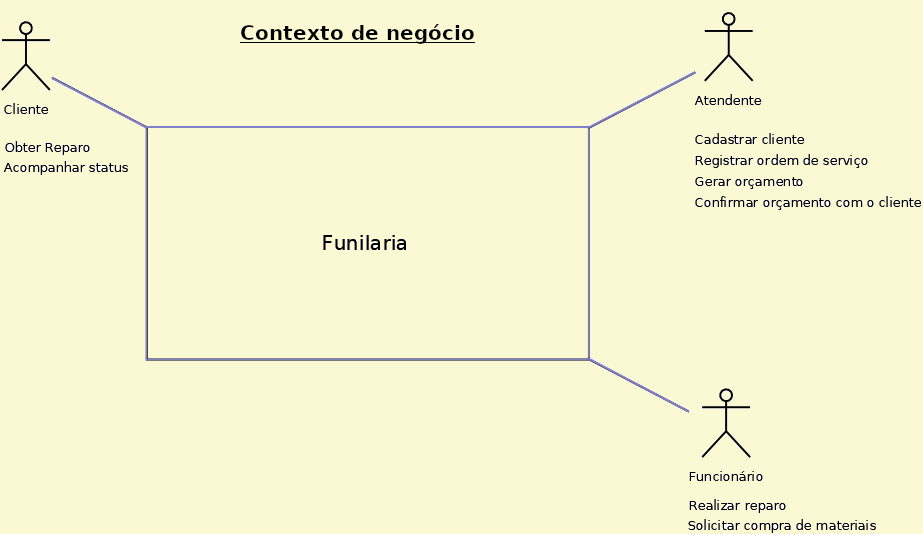 Contexto de negócio
Cliente
Obter Reparo
Acompanhar status
Atendente
Cadastrar cliente
Registrar ordem de serviço
Gerar orçamento
Confirmar orçamento com o cliente
Funilaria
Funcionário
Realizar reparo
Solicitar compra de materiais